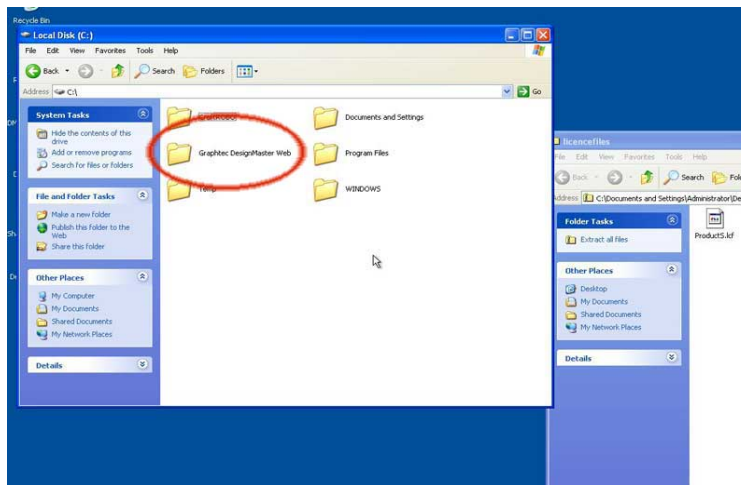 Recycle Bin
Local Disk (C:)
File Edit View Favorites Tools Help
Back Search Folders
Address C:\ Go
System Tasks
Hide the contents of this
drive
Add or remove programs
Search for files or folders
File and Folder Tasks
Make a new folder
Publish this folder to the
Web
Share this folder
Other Places
My Computer
My Documents
Shared Documents
My Network Places
Details
Documents and Settings
Graphtec DesignMaster Web
Program Files
Temp
WINDOWS
licencefiles
File Edit View Favorites Tools Help
Back Search
Address C:\Documents and Settings\Administrator\De
Folder Tasks
Extract all files
Other Places
Desktop
My Documents
Shared Documents
My Network Places
Details
Product5.lcf